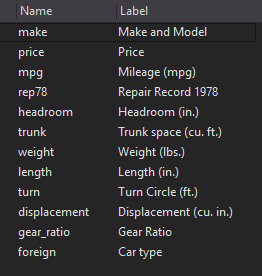 Name Label
make Make and Model
price Price
mpg Mileage (mpg)
rep78 Repair Record 1978
headroom Headroom (in.)
trunk Trunk space (cu. ft.)
weight Weight (lbs.)
length Length (in.)
turn Turn Circle (ft.)
displacement Displacement (cu. in.)
gear_ratio Gear Ratio
foreign Car type